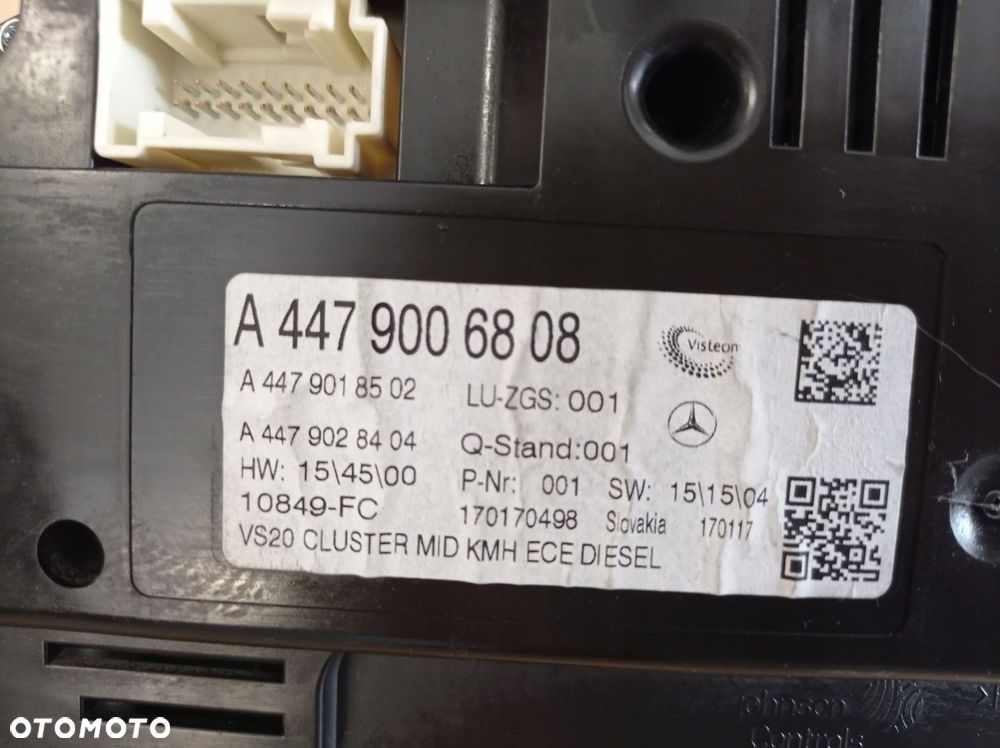 A 447 900 68 08
Visteon
A 447 901 85 02 LU-ZGS: 001
A 447 902 84 04 Q-Stand:001
HW: 15\45\00 P-Nr: 001 SW: 15\15\04
10849-FC 170170498 Slovakia 170117
VS20 CLUSTER MID KMH ECE DIESEL
Johnson
Controls
OTOMOTO